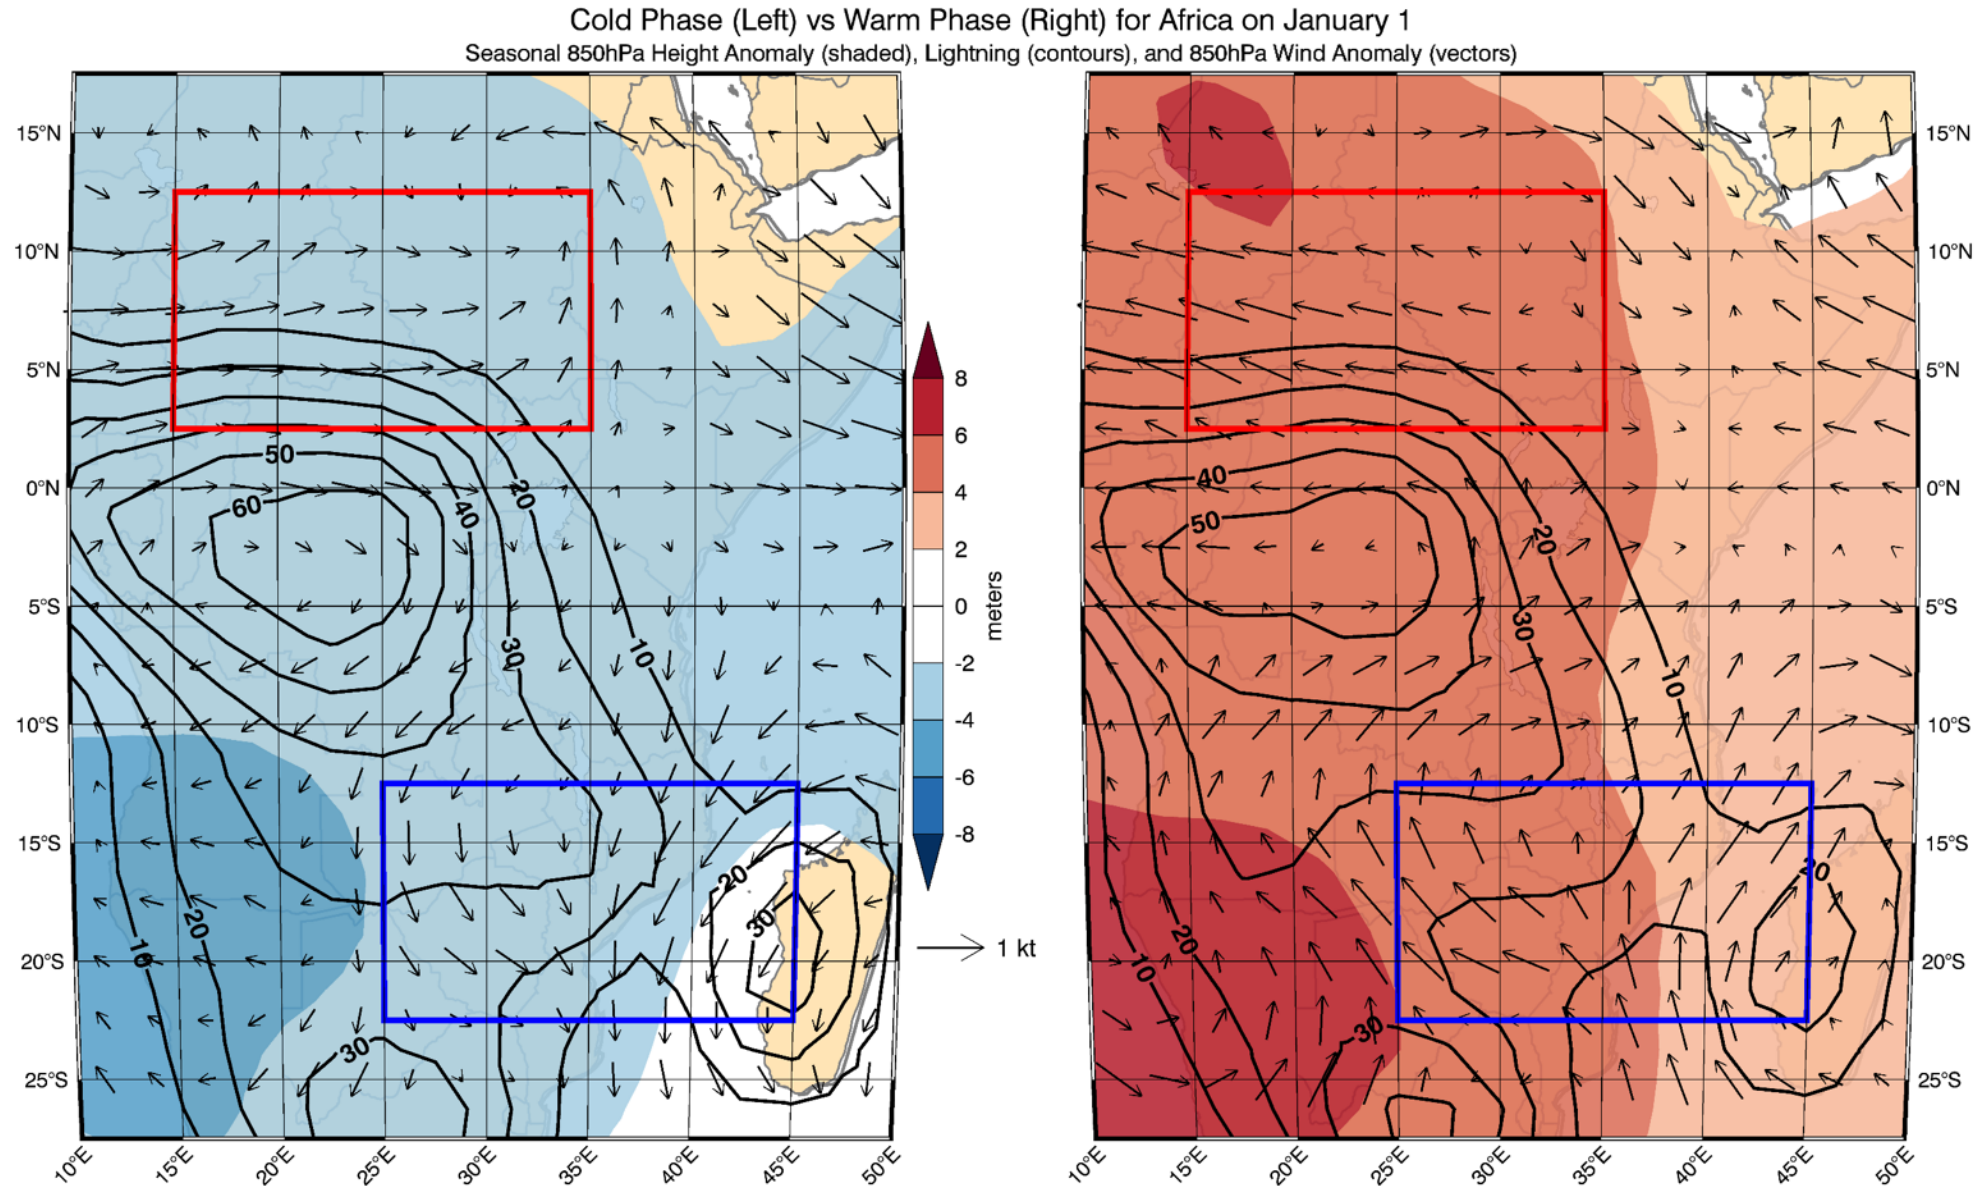 Cold Phase (Left) vs Warm Phase (Right) for Africa on January 1
Seasonal 850hPa Height Anomaly (shaded), Lightning (contours), and 850hPa Wind Anomaly (vectors)
15°N
10°N
5°N
0°N
5°S
10°S
15°S
20°S
25°S
10°E
15°E
20°E
25°E
30°E
35°E
40°E
45°E
50°E
50
60
40
20
30
10
20
30
20
10
30
8
6
4
2
0
-2
-4
-6
-8
meters
1 kt
40
50
20
30
10
20
20
10
30
15°N
10°N
5°N
0°N
5°S
10°S
15°S
20°S
25°S
10°E
15°E
20°E
25°E
30°E
35°E
40°E
45°E
50°E